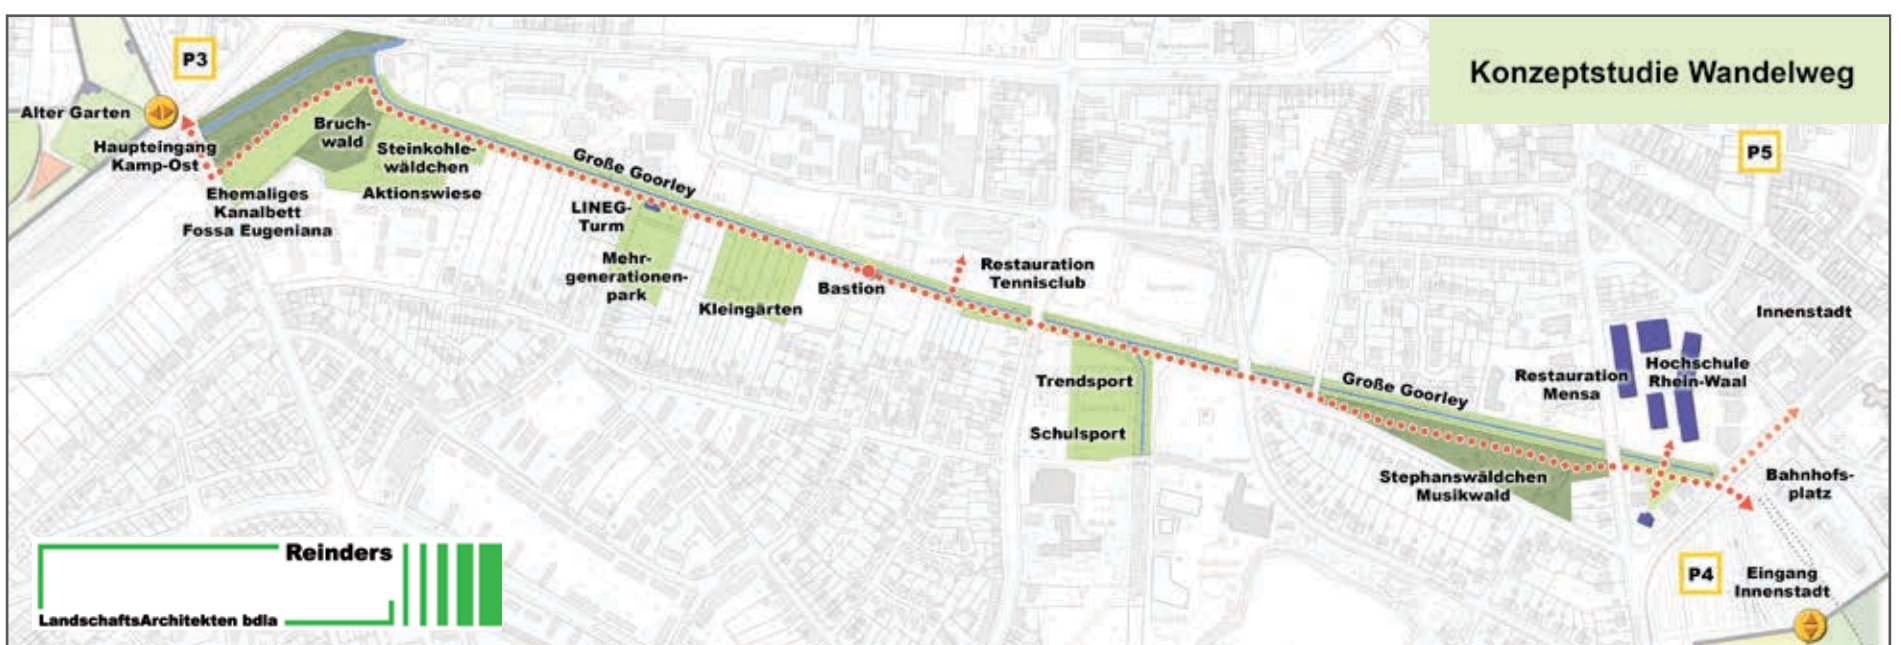 Konzeptstudie Wandelweg
P3
Alter Garten
Haupteingang
Kamp-Ost
Bruch-
wald
Steinkohle-
wäldchen
Aktionswiese
Ehemaliges
Kanalbett
Fossa Eugeniana
Große Goorley
LINEG-
Turm
Mehr-
generationen-
park
Kleingärten
Bastion
Restauration
Tennisclub
Trendsport
Schulsport
Große Goorley
Stephanswäldchen
Musikwald
Restauration
Mensa
Hochschule
Rhein-Waal
P5
Innenstadt
Bahnhofs-
platz
P4
Eingang
Innenstadt
Reinders
LandschaftsArchitekten bdla